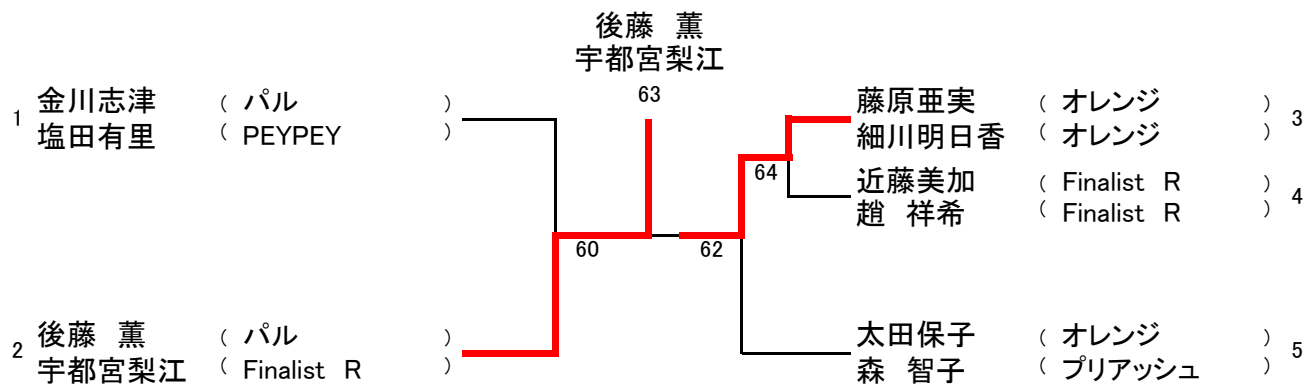 後藤 薫
宇都宮梨江
63
1 金川志津 ( パル )
塩田有里 ( PEYPEY )
藤原亜実 ( オレンジ ) 3
細川明日香 ( オレンジ )
64
近藤美加 ( Finalist R ) 4
趙 祥希 ( Finalist R )
60 62
2 後藤 薫 ( パル )
宇都宮梨江 ( Finalist R )
太田保子 ( オレンジ ) 5
森 智子 ( プリアッシュ )